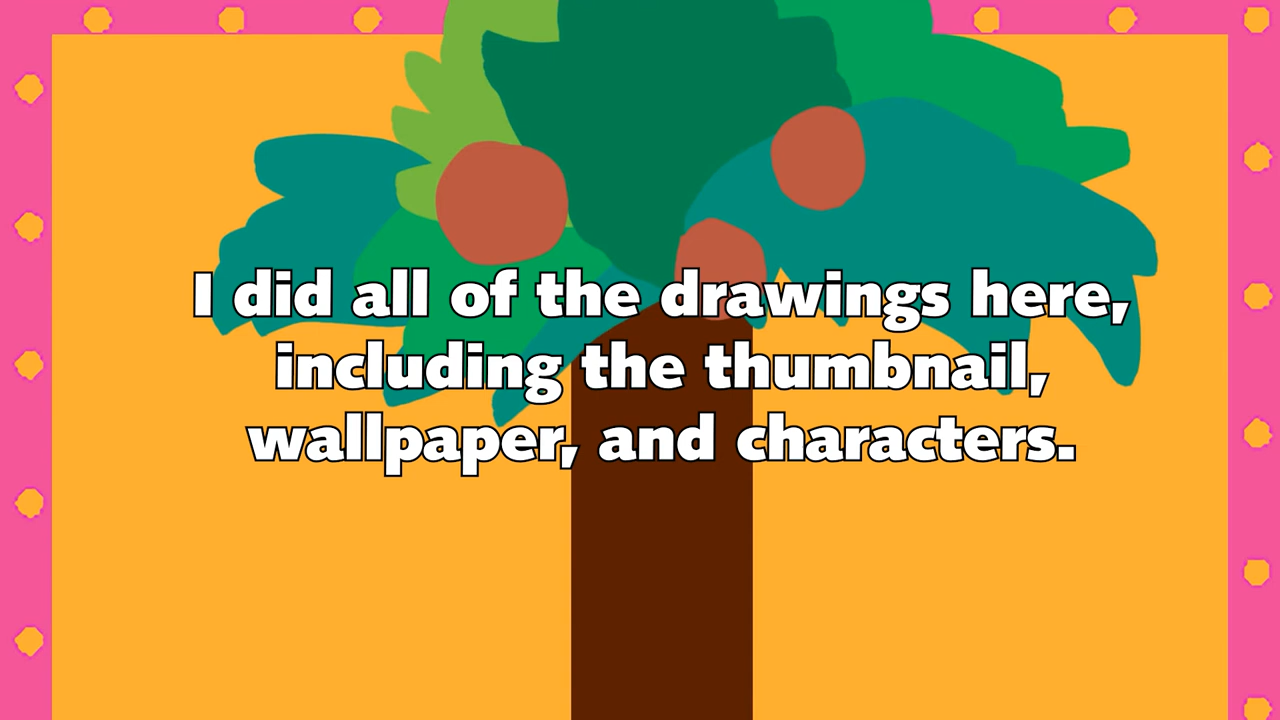 I did all of the drawings here,
including the thumbnail,
wallpaper, and characters.